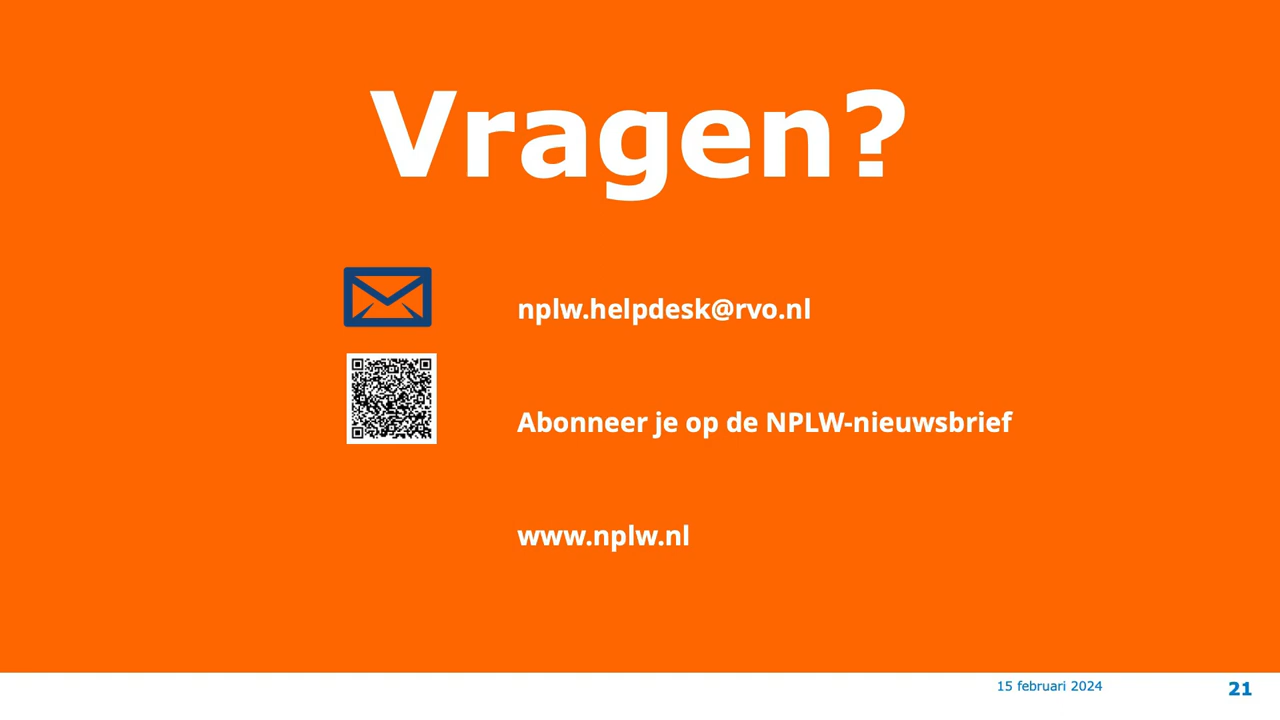 Vragen?
nplw.helpdesk@rvo.nl
Abonneer je op de NPLW-nieuwsbrief
www.nplw.nl
15 februari 2024
21